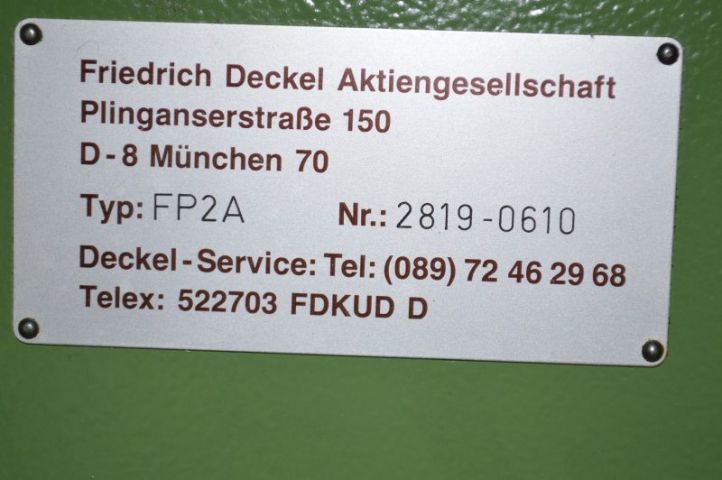 Friedrich Deckel Aktiengesellschaft
Plinganserstraße 150
D-8 München 70
Typ: FP2A Nr.: 2819-0610
Deckel-Service: Tel: (089) 72 46 29 68
Telex: 522703 FDKUD D